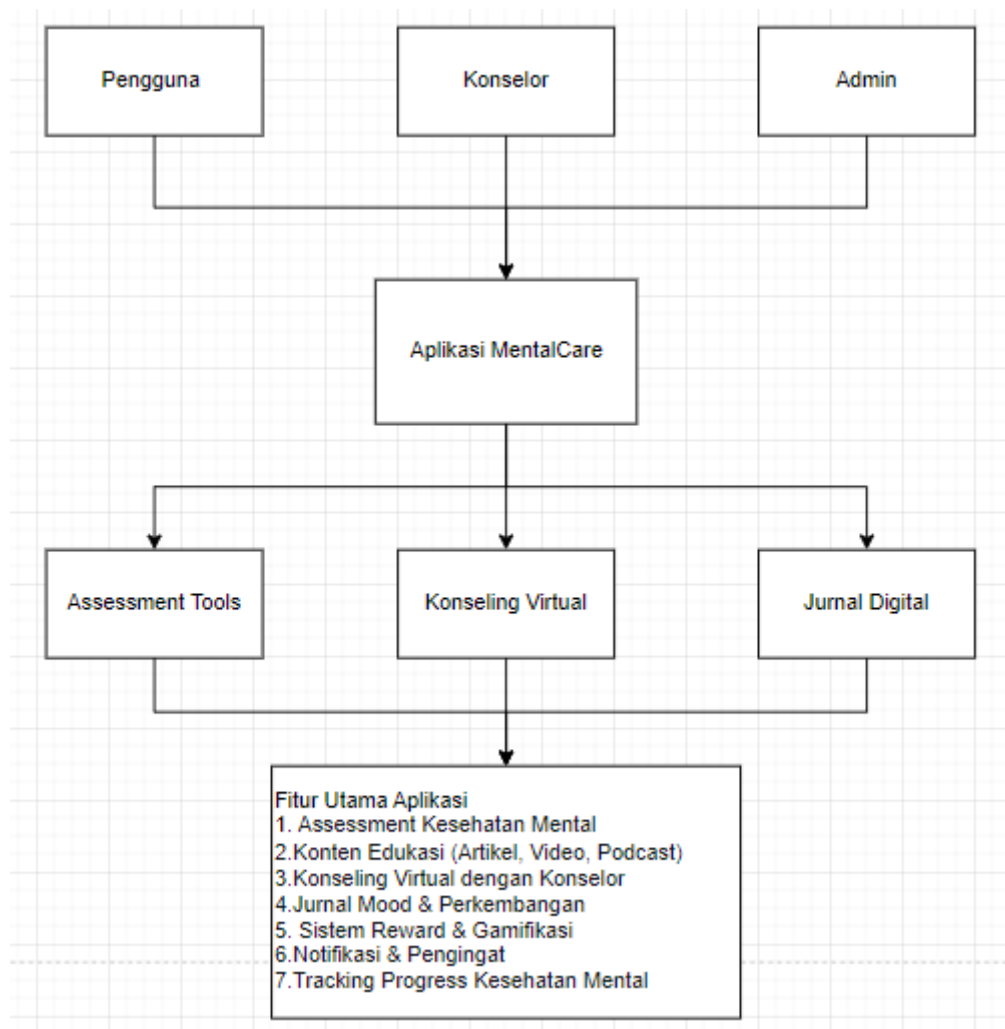 Pengguna
Konselor
Admin
Aplikasi MentalCare
Assessment Tools
Konseling Virtual
Jurnal Digital
Fitur Utama Aplikasi
1. Assessment Kesehatan Mental
2.Konten Edukasi (Artikel, Video, Podcast)
3.Konseling Virtual dengan Konselor
4.Jurnal Mood & Perkembangan
5. Sistem Reward & Gamifikasi
6.Notifikasi & Pengingat
7.Tracking Progress Kesehatan Mental